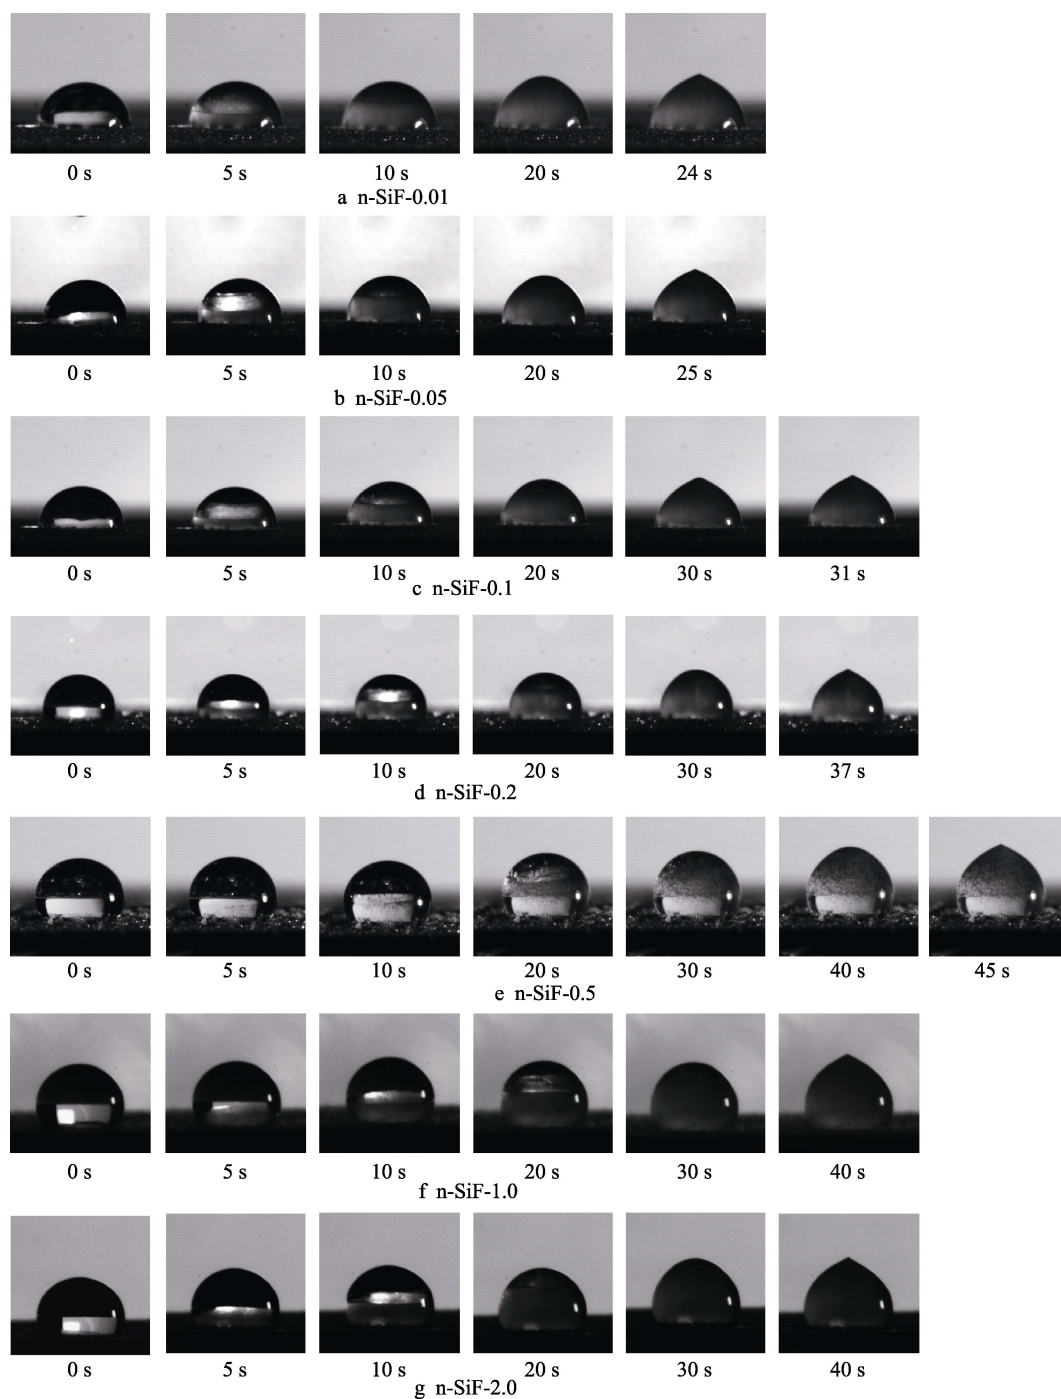 0 s 5 s 10 s 20 s 24 s
a n-SiF-0.01
0 s 5 s 10 s 20 s 25 s
b n-SiF-0.05
0 s 5 s 10 s 20 s 30 s 31 s
c n-SiF-0.1
0 s 5 s 10 s 20 s 30 s 37 s
d n-SiF-0.2
0 s 5 s 10 s 20 s 30 s 40 s 45 s
e n-SiF-0.5
0 s 5 s 10 s 20 s 30 s 40 s
f n-SiF-1.0
0 s 5 s 10 s 20 s 30 s 40 s
g n-SiF-2.0